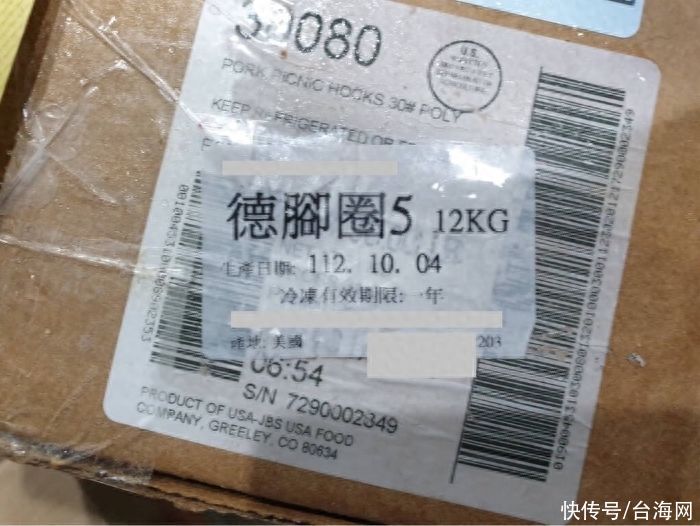 30080
U.S.
PORK PICNIC HOOKS 30# POLY
KEEP REFRIGERATED OR
德腳圈5 12KG
生產日期: 112. 10. 04
冷凍有效期限:一年
產地: 美國
203
06:54
S/N 7290002349
PRODUCT OF USA-JBS USA FOOD
COMPANY, GREELEY, CO 80634
快传号/台海网